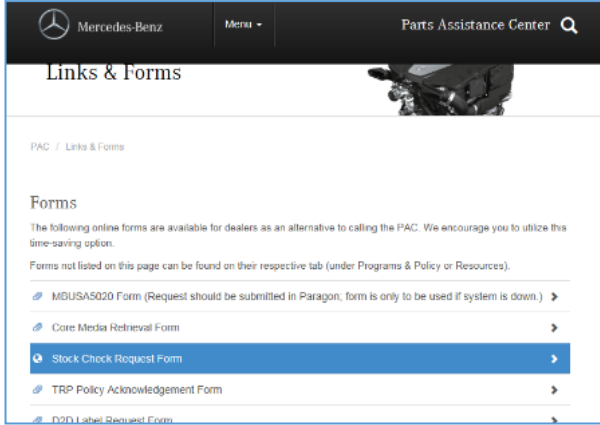 Mercedes-Benz Menu Parts Assistance Center
Links & Forms
PAC / Links & Forms
Forms
The following online forms are available for dealers as an alternative to calling the PAC. We encourage you to utilize this
time-saving option.
Forms not listed on this page can be found on their respective tab (under Programs & Policy or Resources).
MBUSA5020 Form (Request should be submitted in Paragon; form is only to be used if system is down.)
Core Media Retrieval Form
Stock Check Request Form
TRP Policy Acknowledgement Form
D2D Label Request Form